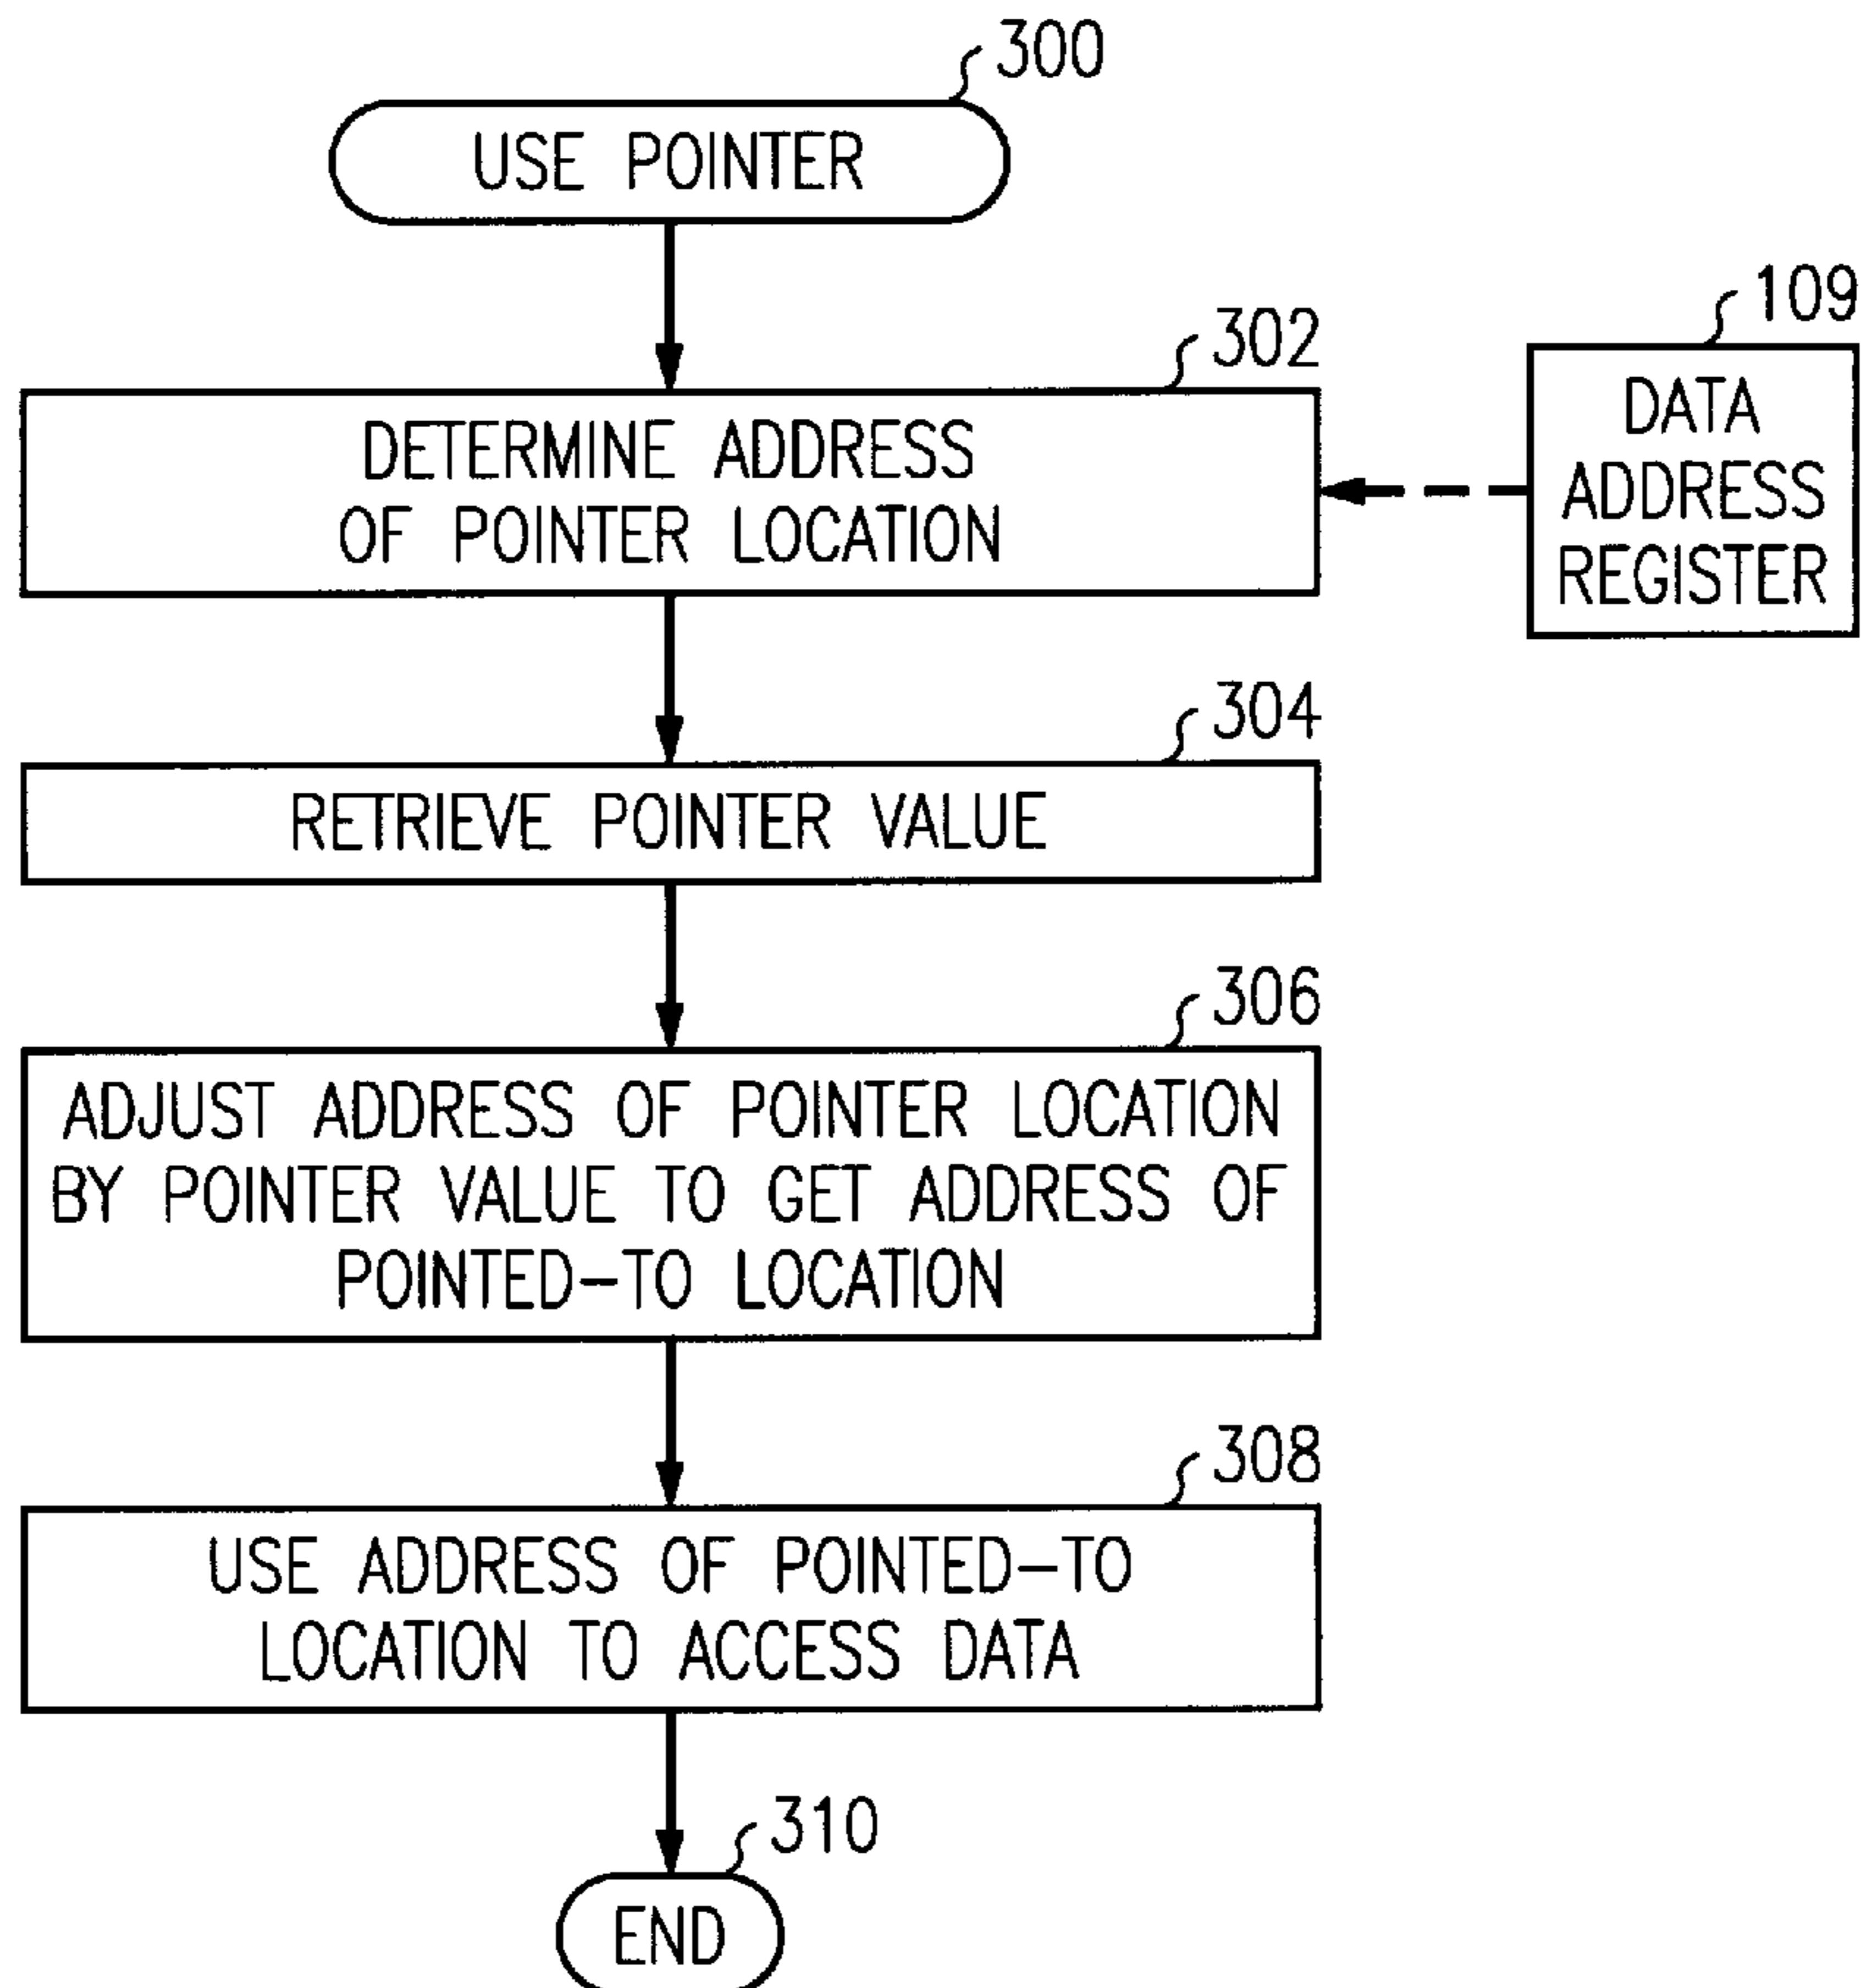 300
USE POINTER
302
DETERMINE ADDRESS
OF POINTER LOCATION
109
DATA
ADDRESS
REGISTER
304
RETRIEVE POINTER VALUE
306
ADJUST ADDRESS OF POINTER LOCATION
BY POINTER VALUE TO GET ADDRESS OF
POINTED-TO LOCATION
308
USE ADDRESS OF POINTED-TO
LOCATION TO ACCESS DATA
310
END